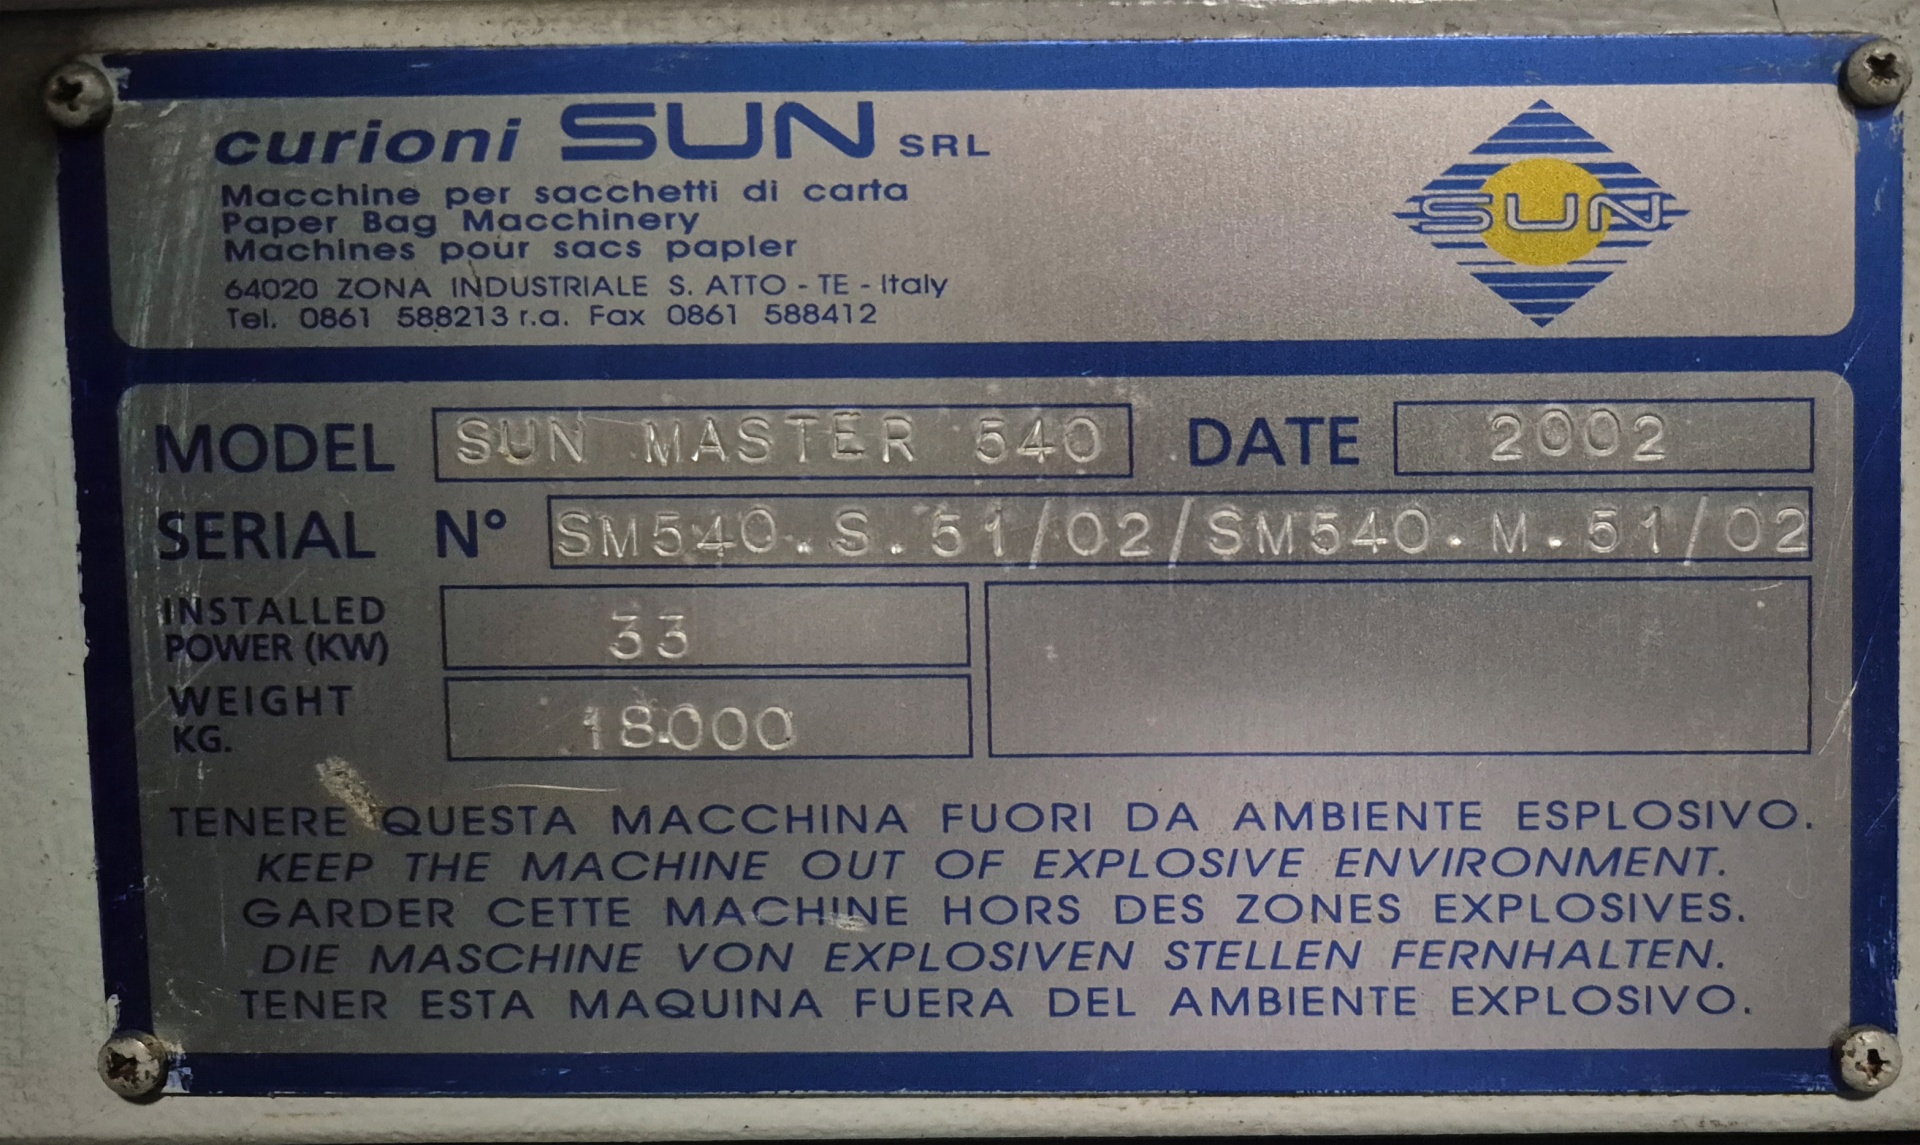 curioni SUN SRL
Macchine per sacchetti di carta
Paper Bag Macchinery
Machines pour sacs papier
64020 ZONA INDUSTRIALE S. ATTO - TE - Italy
Tel. 0861 588213 r.a. Fax 0861 588412
SUN
MODEL SUN MASTER 540 DATE 2002
SERIAL N° SM540.S.51/02/SM540.M.51/02
INSTALLED
POWER (KW) 33
WEIGHT
KG. 18000
TENERE QUESTA MACCHINA FUORI DA AMBIENTE ESPLOSIVO.
KEEP THE MACHINE OUT OF EXPLOSIVE ENVIRONMENT.
GARDER CETTE MACHINE HORS DES ZONES EXPLOSIVES.
DIE MASCHINE VON EXPLOSIVEN STELLEN FERNHALTEN.
TENER ESTA MAQUINA FUERA DEL AMBIENTE EXPLOSIVO.